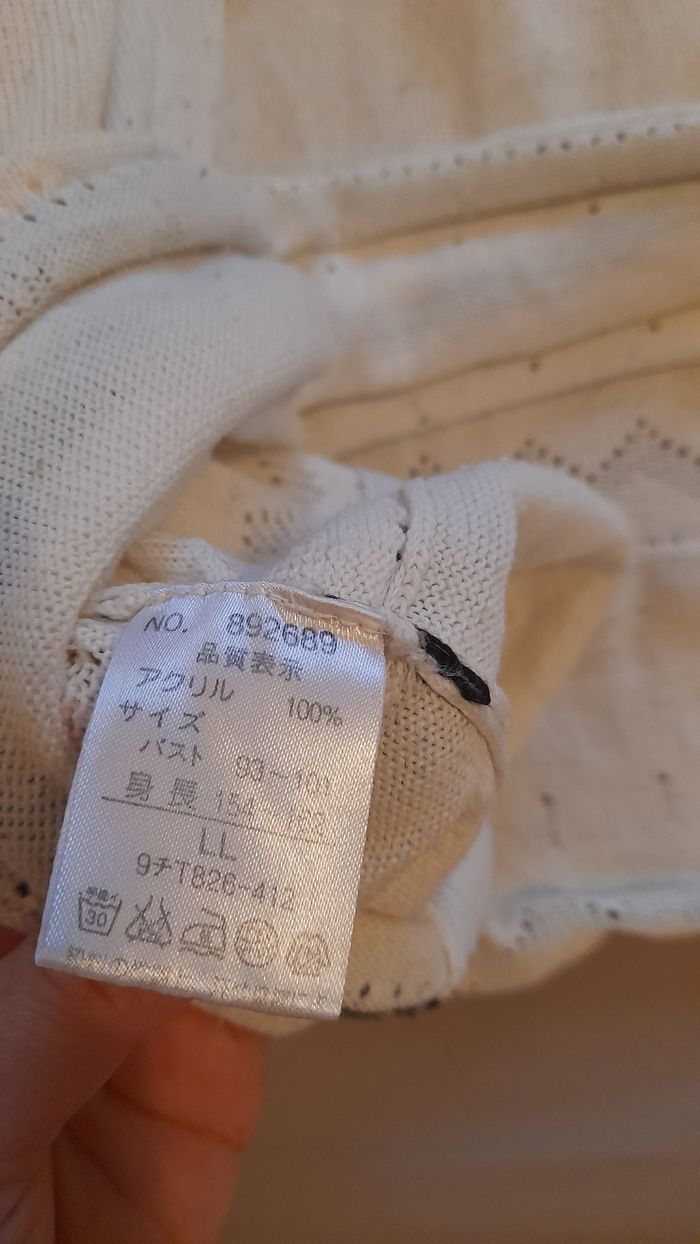 NO. 892689
品質表示
アクリル 100%
サイズ
バスト 93-101
身長 154-162
LL
9チT826-412
30